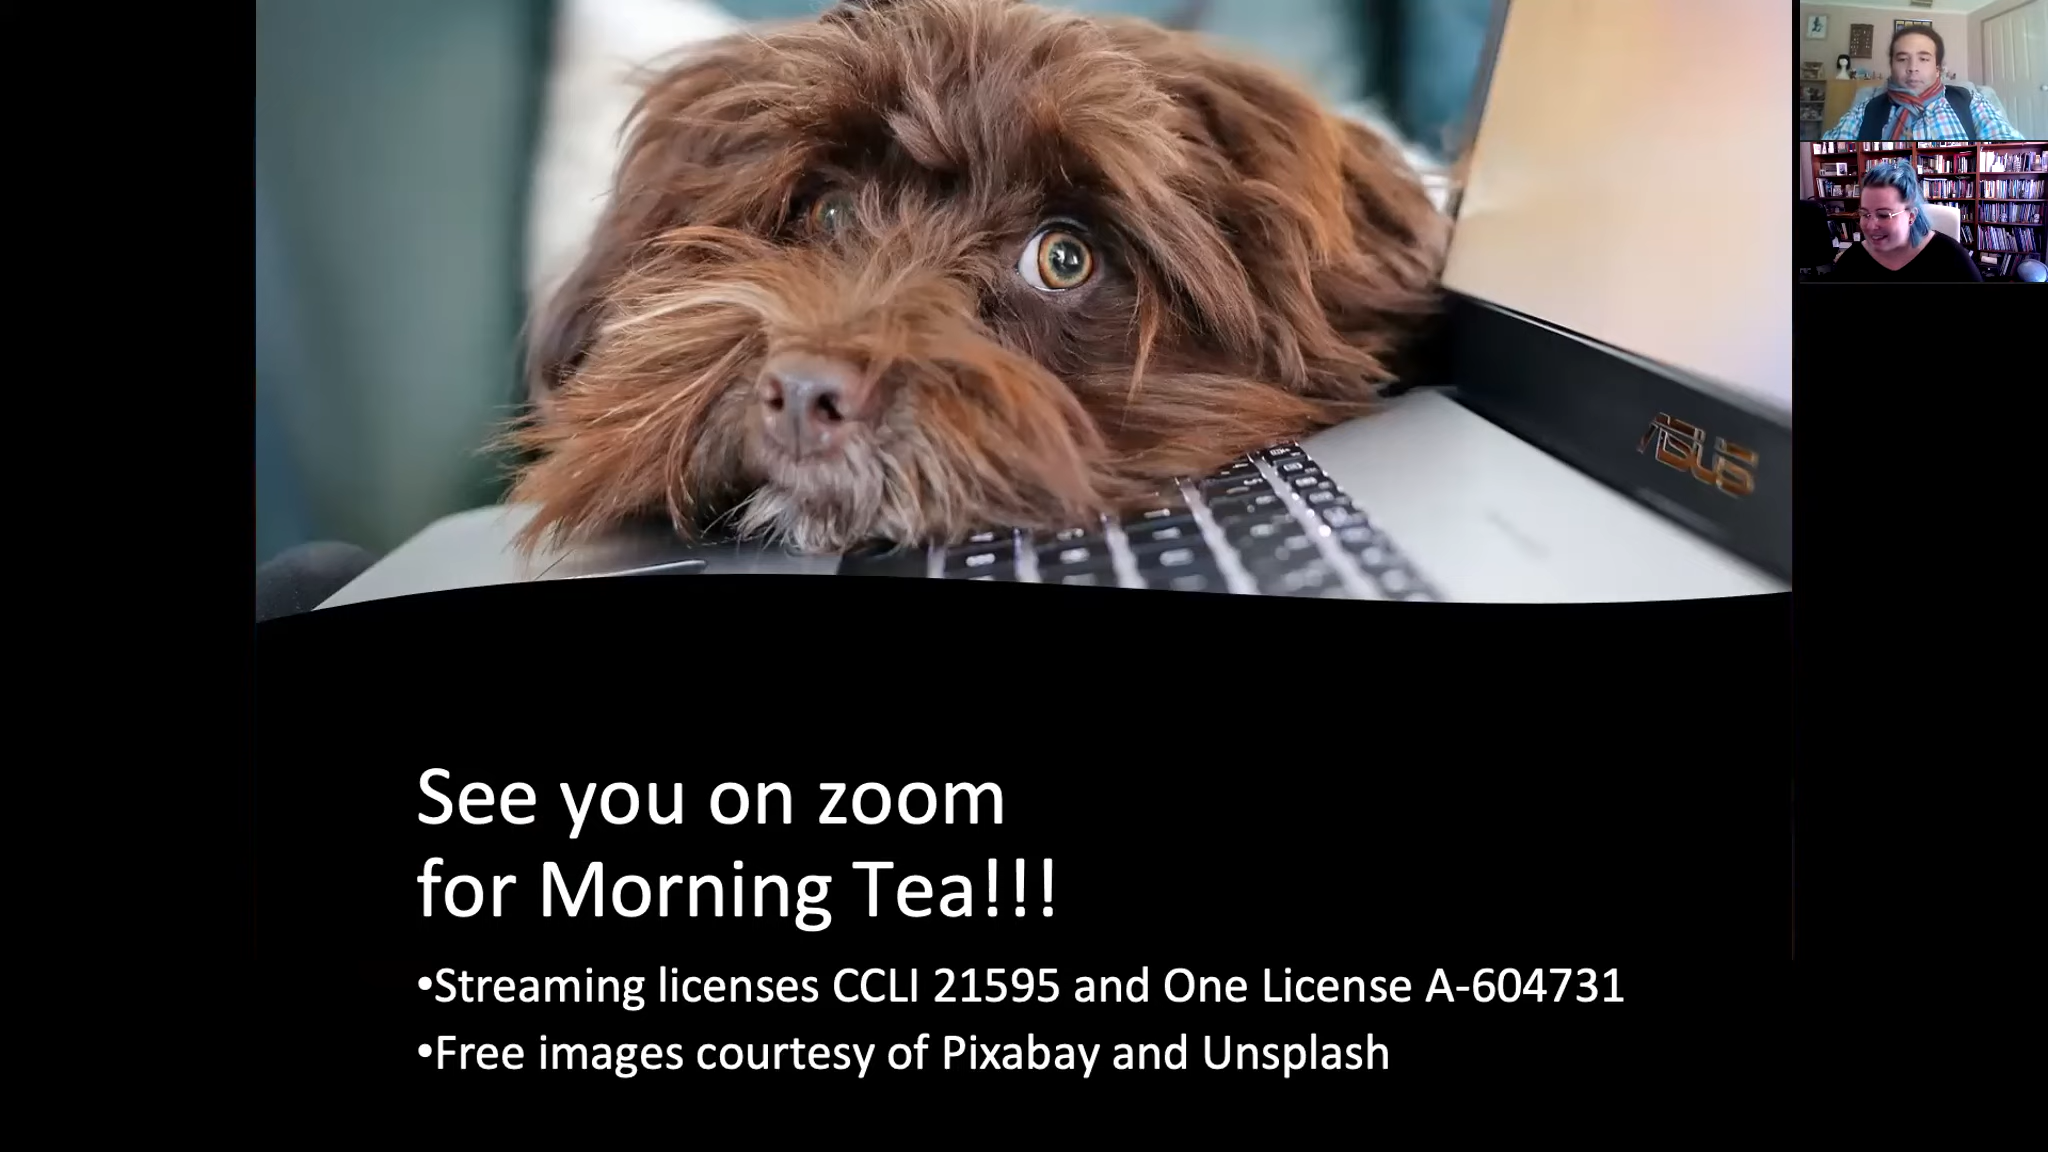 ASUS
See you on zoom
for Morning Tea!!!
•Streaming licenses CCLI 21595 and One License A-604731
•Free images courtesy of Pixabay and Unsplash